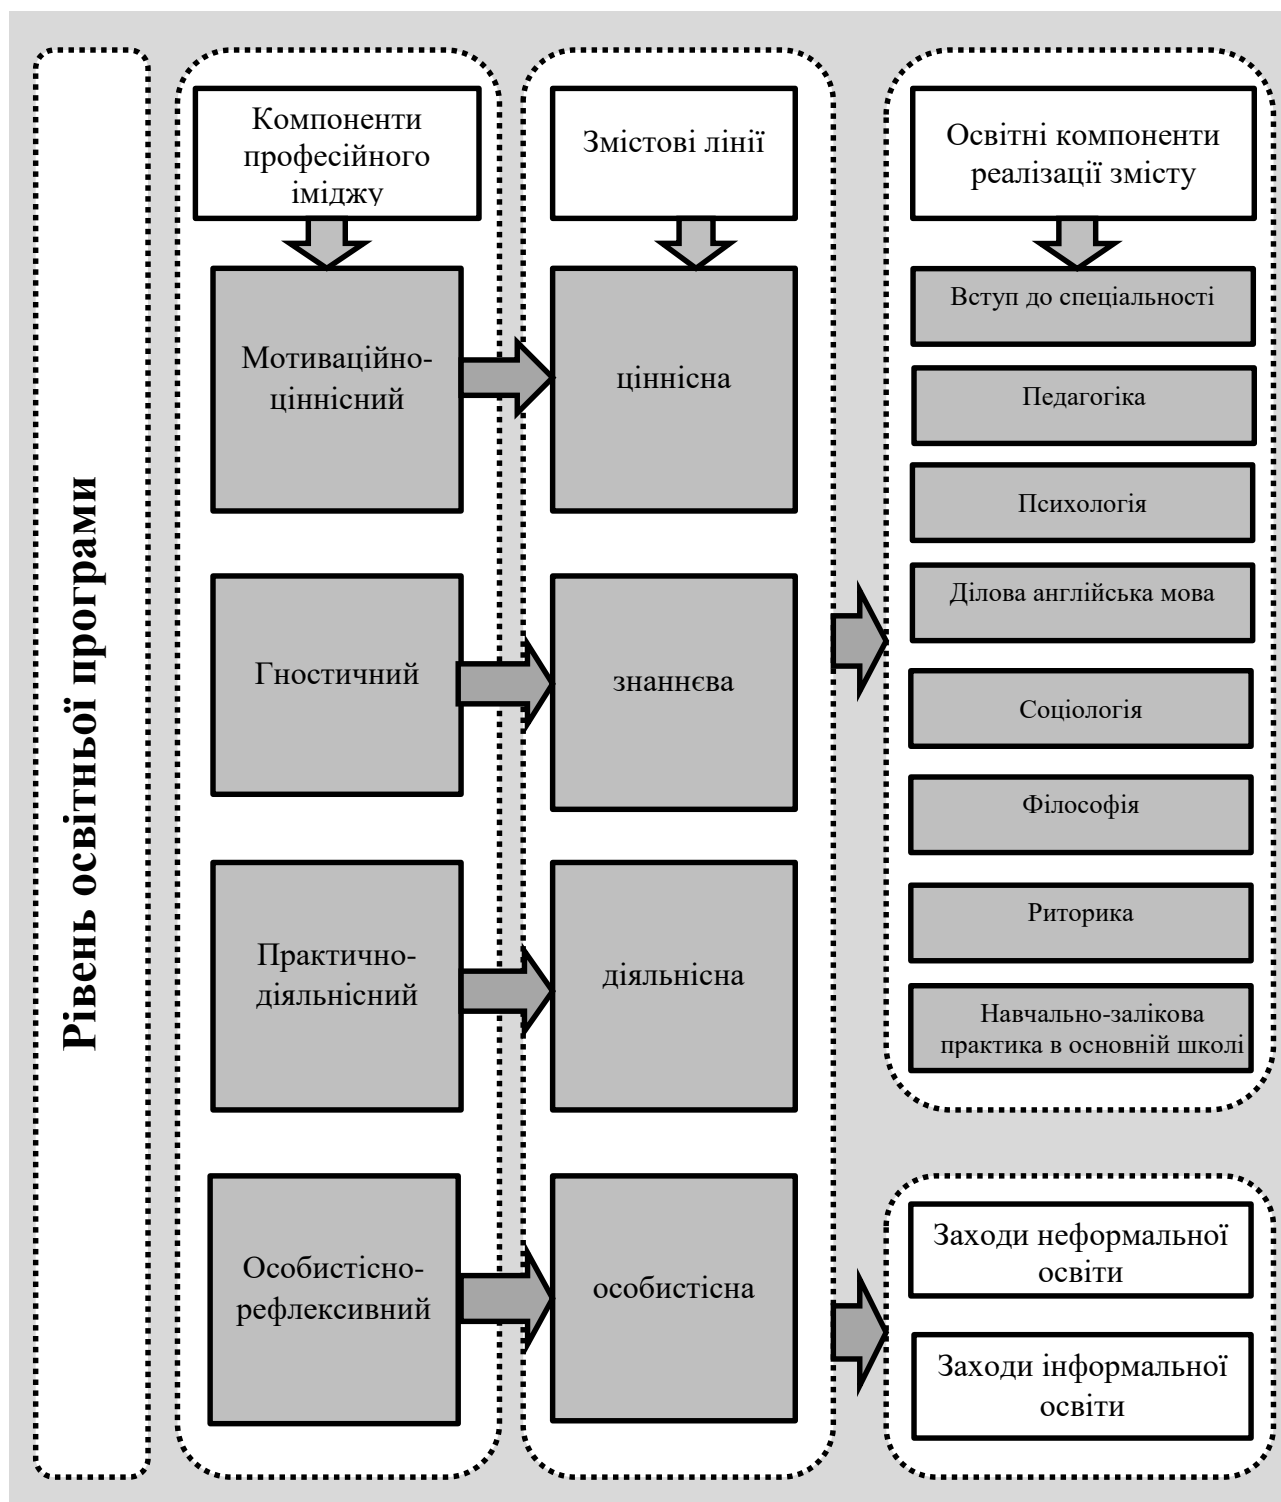 Рівень освітньої програми
Компоненти
професійного
іміджу
Мотиваційно-
ціннісний
Гностичний
Практично-
діяльнісний
Особистісно-
рефлексивний
Змістові лінії
ціннісна
знаннєва
діяльнісна
особистісна
Освітні компоненти
реалізації змісту
Вступ до спеціальності
Педагогіка
Психологія
Ділова англійська мова
Соціологія
Філософія
Риторика
Навчально-залікова
практика в основній школі
Заходи неформальної
освіти
Заходи інформальної
освіти